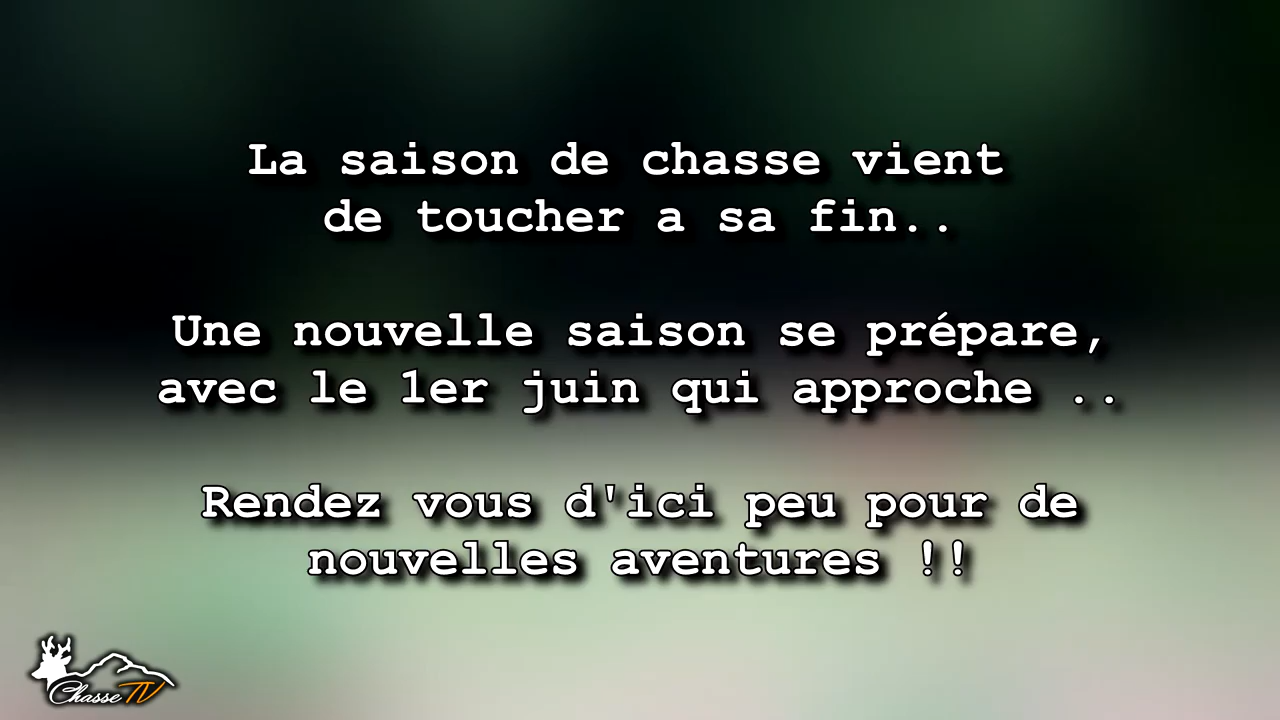 La saison de chasse vient
de toucher a sa fin..
Une nouvelle saison se prépare,
avec le 1er juin qui approche ..
Rendez vous d'ici peu pour de
nouvelles aventures !!
Chasse TV